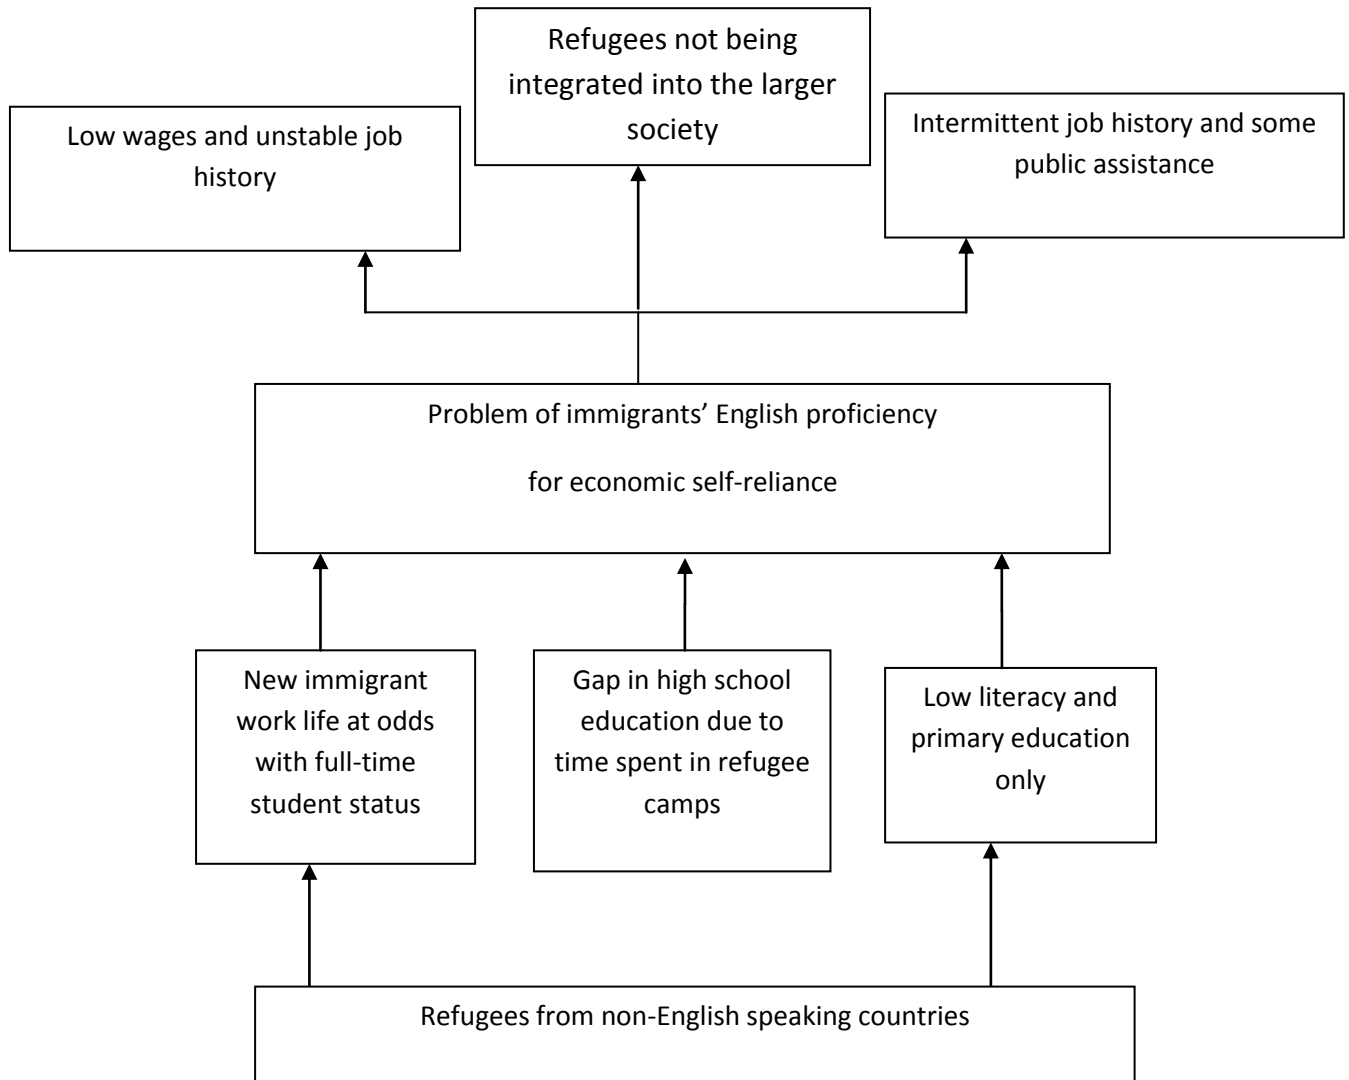 Refugees not being
integrated into the larger
society
Low wages and unstable job
history
Intermittent job history and some
public assistance
Problem of immigrants’ English proficiency
for economic self-reliance
New immigrant
work life at odds
with full-time
student status
Gap in high school
education due to
time spent in refugee
camps
Low literacy and
primary education
only
Refugees from non-English speaking countries